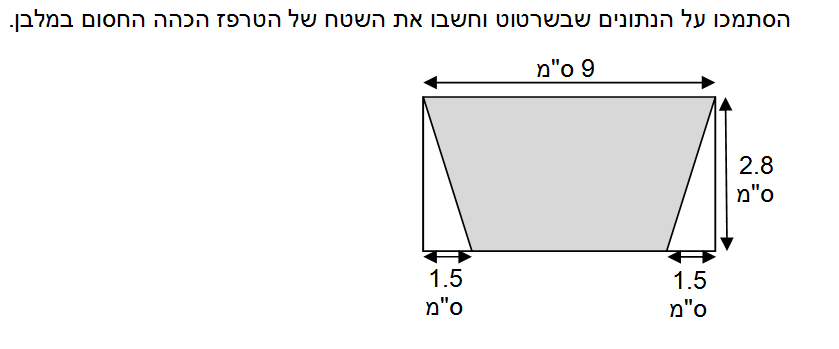 הסתמכו על הנתונים שבשרטוט וחשבו את השטח של הטרפז הכהה החסום במלבן.
9 ס"מ
2.8
ס"מ
1.5
ס"מ
1.5
ס"מ